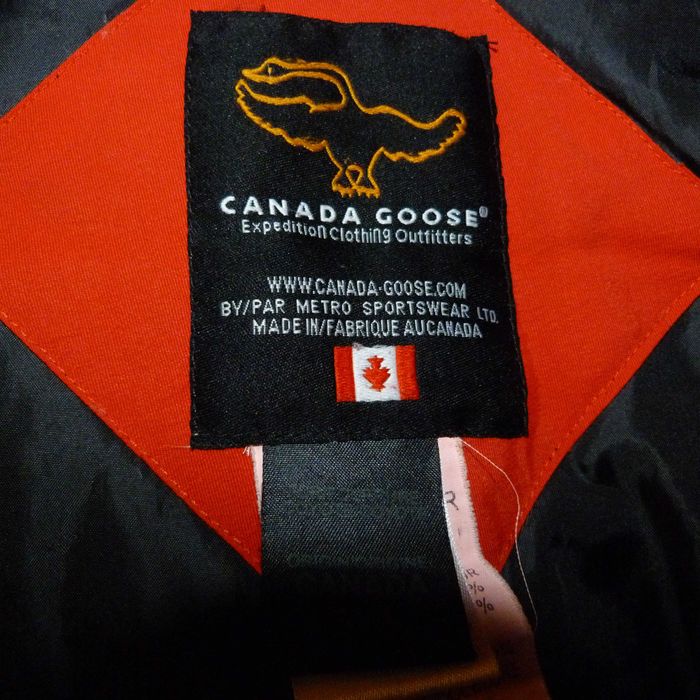 CANADA GOOSE®
Expedition Clothing Outfitters
WWW.CANADA-GOOSE.COM
BY/PAR METRO SPORTSWEAR LTD.
MADE IN/FABRIQUE AU CANADA
R
IR
%
%